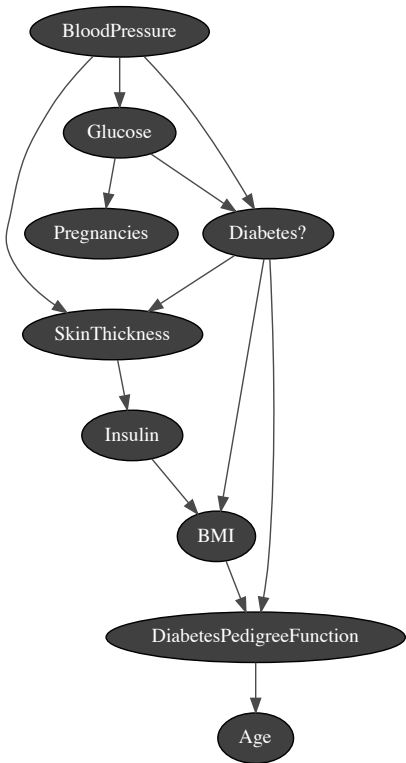 BloodPressure
Glucose
Pregnancies
Diabetes?
SkinThickness
Insulin
BMI
DiabetesPedigreeFunction
Age